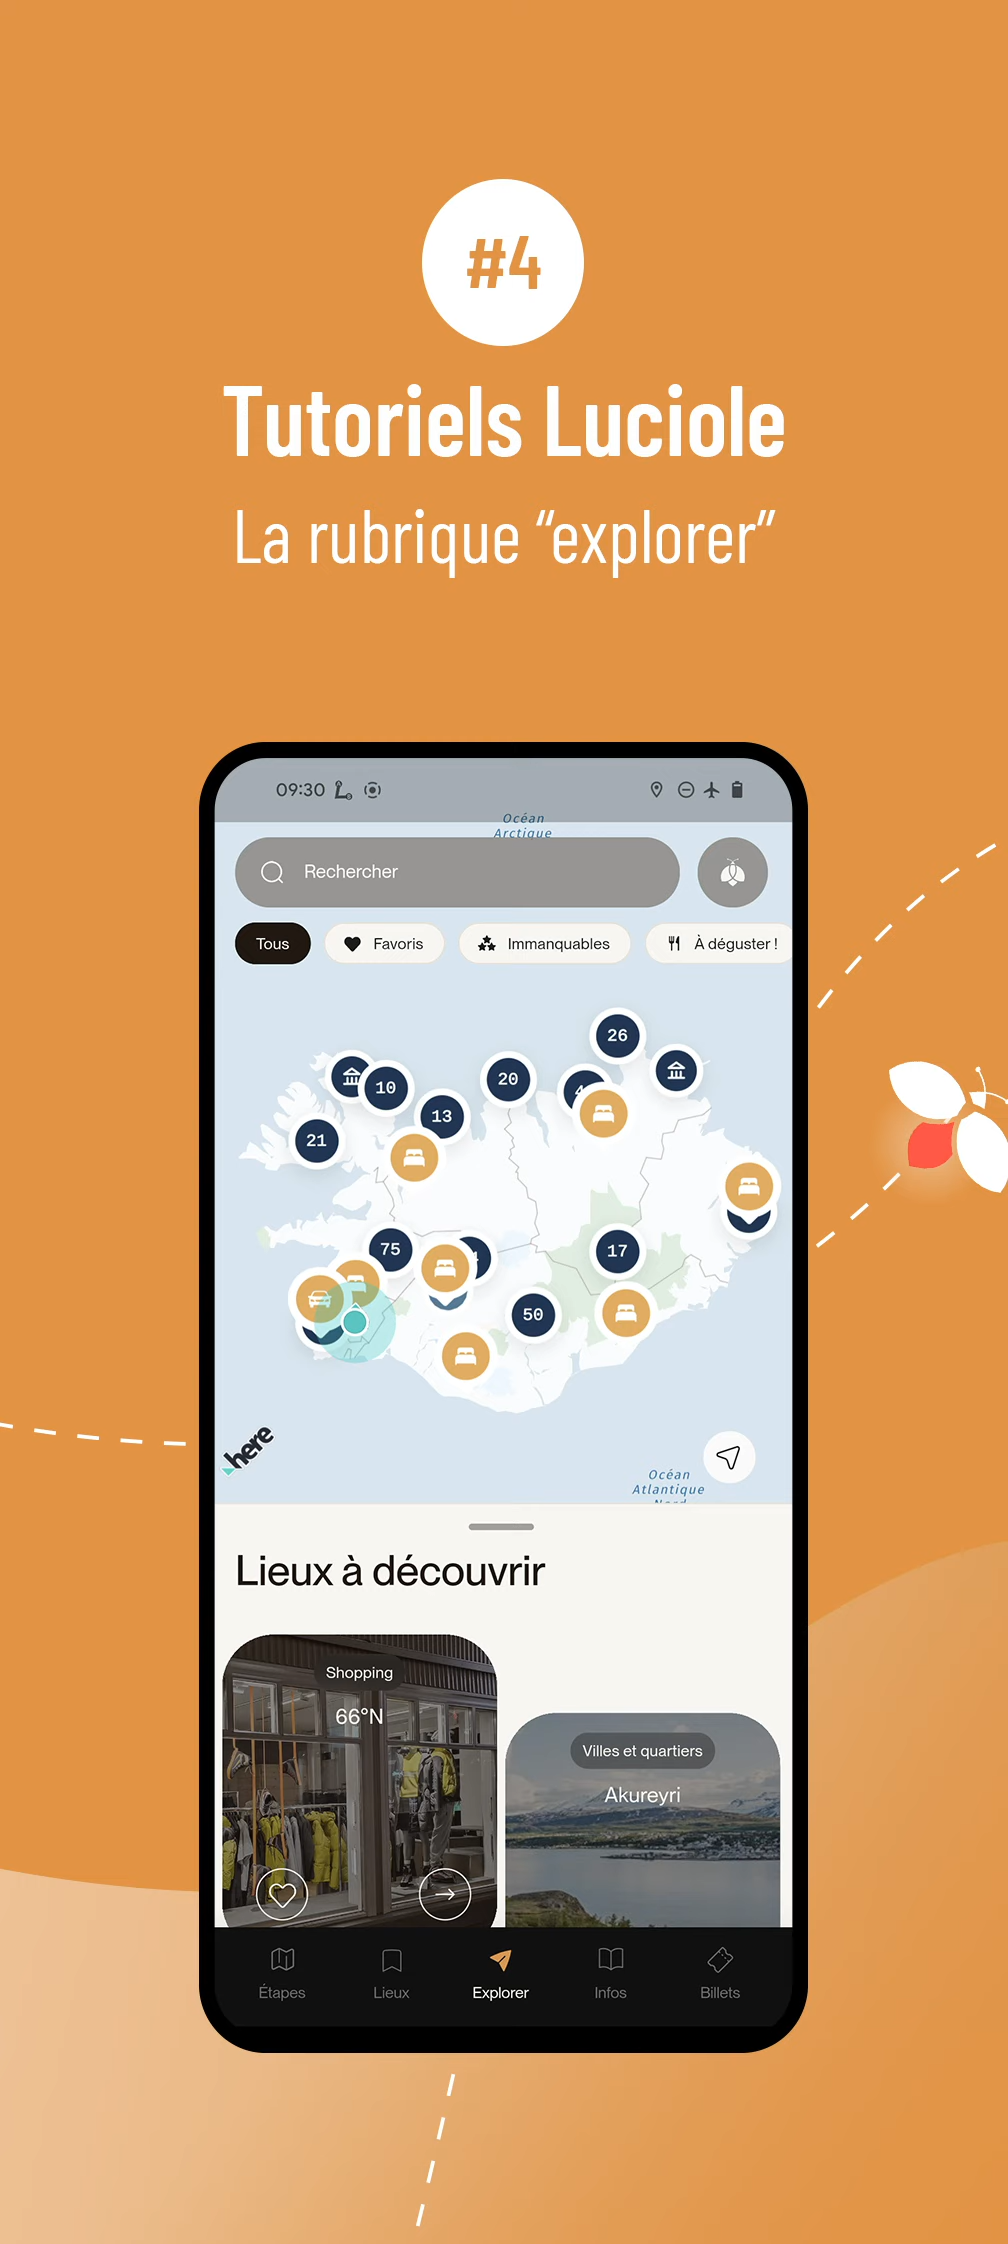 #4
Tutoriels Luciole
La rubrique “explorer”
09:30
Océan
Arctique
Rechercher
Tous
Favoris
Immanquables
À déguster !
26
10
20
13
21
75
17
50
here
Océan
Atlantique
Nord
Lieux à découvrir
Shopping
66°N
Villes et quartiers
Akureyri
Étapes
Lieux
Explorer
Infos
Billets